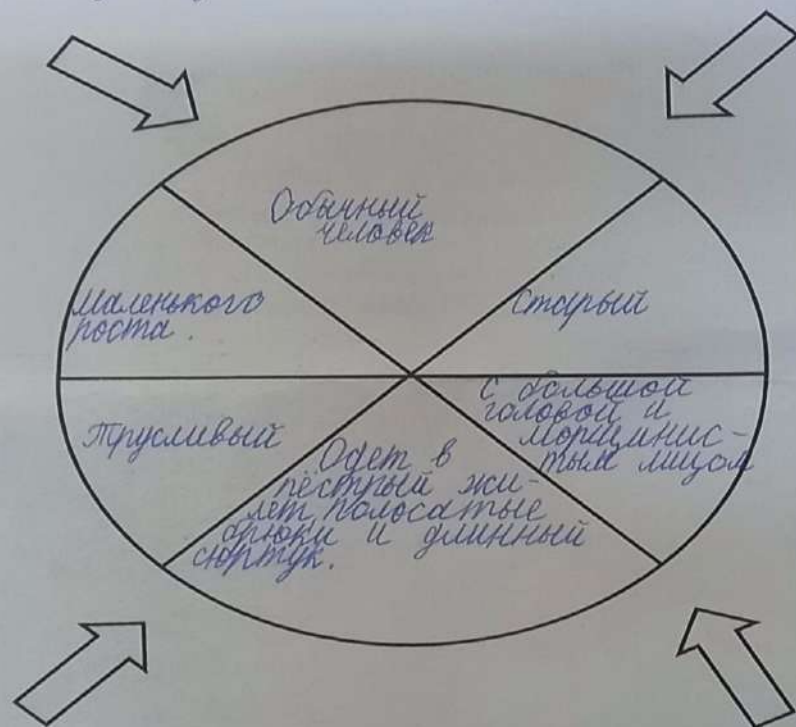 Обычный
человек
Маленького
роста.
Старый
Трусливый
с большой
головой и
морщинис-
тым лицом
Одет в
пёстрый жи-
лет полосатые
брюки и длинный
сюртук.